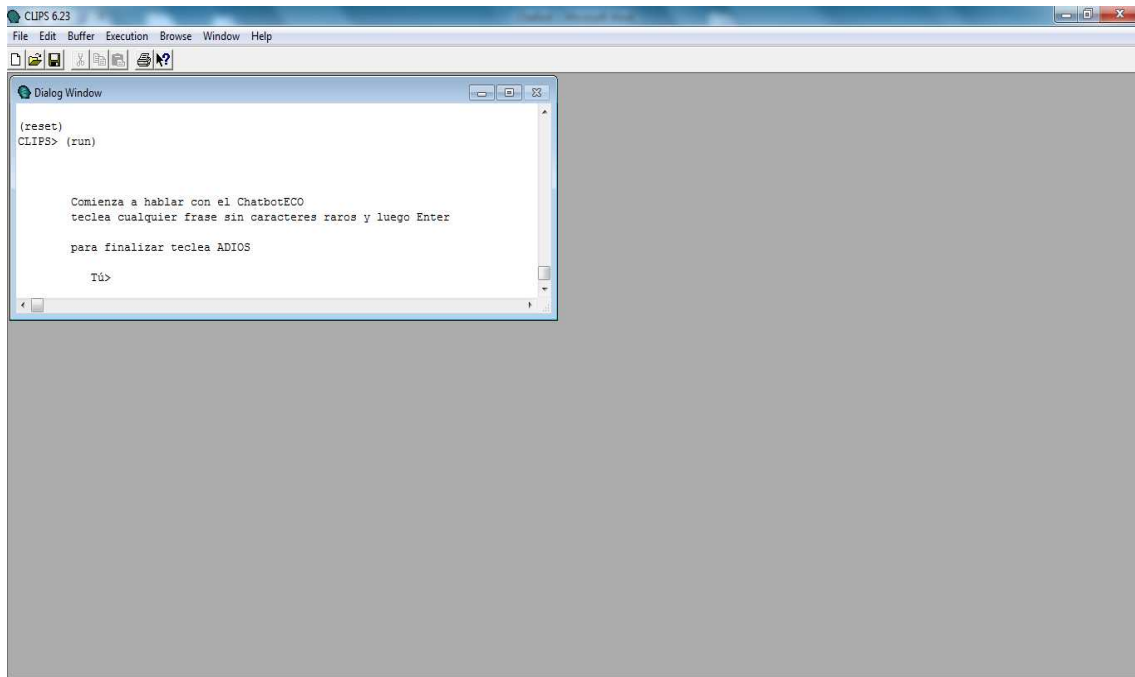 CLIPS 6.23
File Edit Buffer Execution Browse Window Help
Dialog Window
(reset)
CLIPS> (run)
Comienza a hablar con el ChatbotECO
teclea cualquier frase sin caracteres raros y luego Enter
para finalizar teclea ADIOS
Tú>